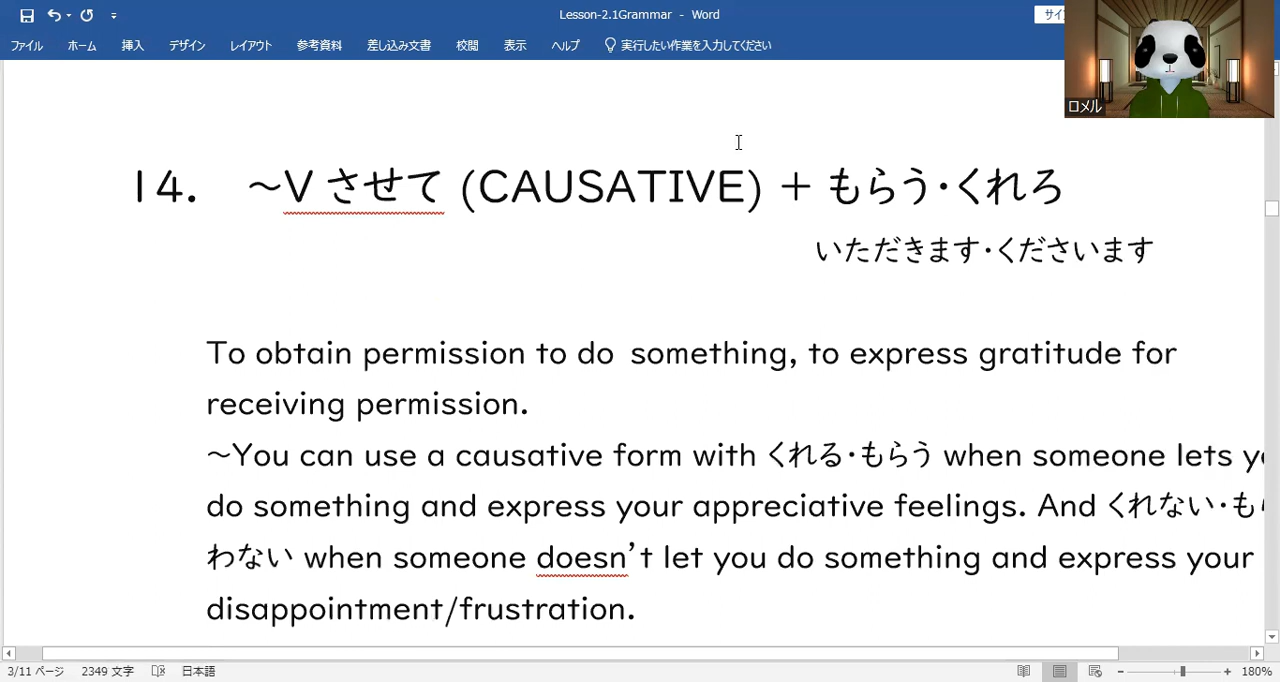 Lesson-2.1Grammar - Word
サイ
ファイル ホーム 挿入 デザイン レイアウト 参考資料 差し込み文書 校閲 表示 ヘルプ 実行したい作業を入力してください
ロメル
14. ～Vさせて (CAUSATIVE) + もらう・くれろ
いただきます・くださいます
To obtain permission to do something, to express gratitude for
receiving permission.
～You can use a causative form with くれる・もらう when someone lets y
do something and express your appreciative feelings. And くれない・も
わない when someone doesn't let you do something and express your
disappointment/frustration.
3/11 ページ 2349 文字 日本語 180%